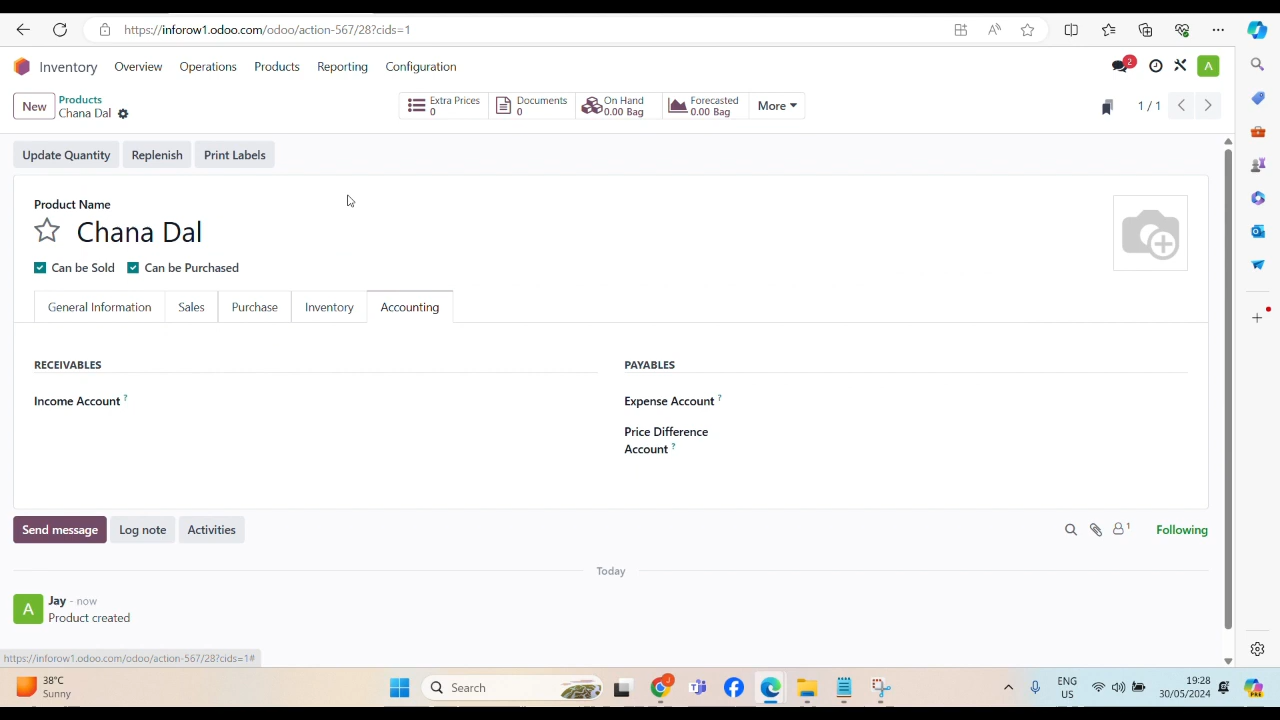 https://inforow1.odoo.com/odoo/action-567/28?cids=1
Inventory Overview Operations Products Reporting Configuration 2 A
New Products
Chana Dal
Extra Prices
0
Documents
0
On Hand
0.00 Bag
Forecasted
0.00 Bag
More
1 / 1
Update Quantity Replenish Print Labels
Product Name
Chana Dal
Can be Sold Can be Purchased
General Information Sales Purchase Inventory Accounting
RECEIVABLES PAYABLES
Income Account ? Expense Account ?
Price Difference
Account ?
Send message Log note Activities 1 Following
Today
A Jay - now
Product created
https://inforow1.odoo.com/odoo/action-567/28?cids=1#
38°C
Sunny
Search
ENG
US
19:28
30/05/2024